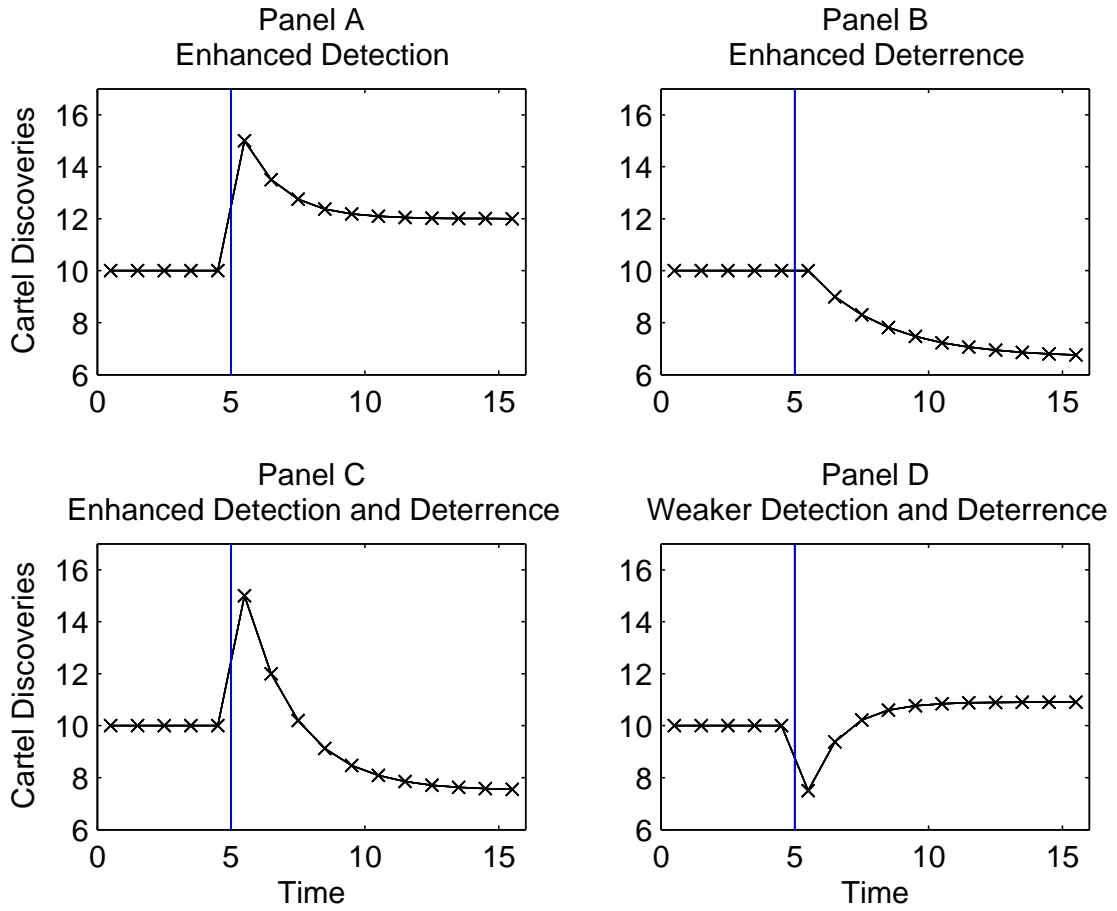 Panel A
Enhanced Detection
Cartel Discoveries
16
14
12
10
8
6
0 5 10 15
Panel B
Enhanced Deterrence
16
14
12
10
8
6
0 5 10 15
Panel C
Enhanced Detection and Deterrence
Cartel Discoveries
16
14
12
10
8
6
0 5 10 15
Time
Panel D
Weaker Detection and Deterrence
16
14
12
10
8
6
0 5 10 15
Time